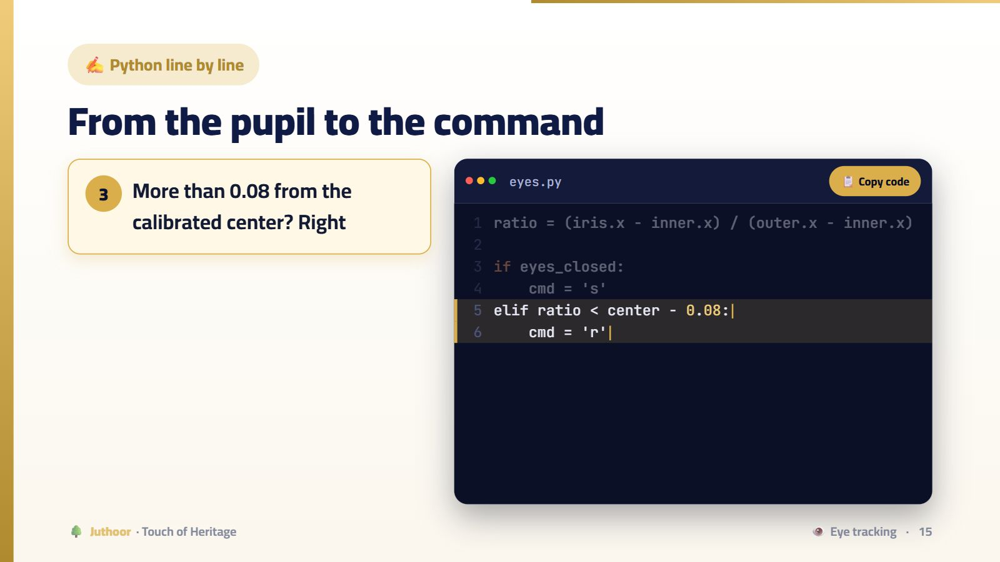 ✍️ Python line by line
From the pupil to the command
3
More than 0.08 from the
calibrated center? Right
eyes.py
📋 Copy code
1 ratio = (iris.x - inner.x) / (outer.x - inner.x)
2
3 if eyes_closed:
4     cmd = 's'
5 elif ratio < center - 0.08:
6     cmd = 'r'
🌳 Juthoor · Touch of Heritage
👁️ Eye tracking · 15